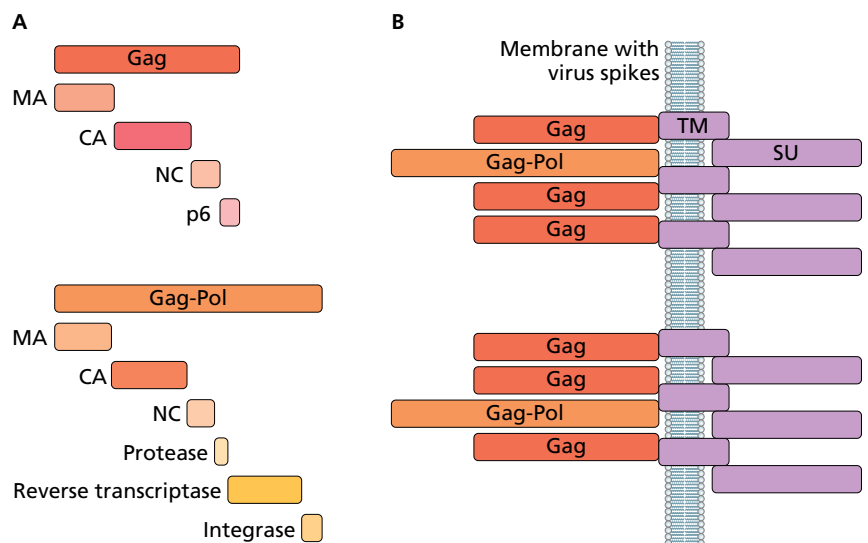 A
Gag
MA
CA
NC
p6
Gag-Pol
MA
CA
NC
Protease
Reverse transcriptase
Integrase
B
Membrane with
virus spikes
Gag
TM
Gag-Pol
SU
Gag
Gag
Gag
Gag
Gag-Pol
Gag